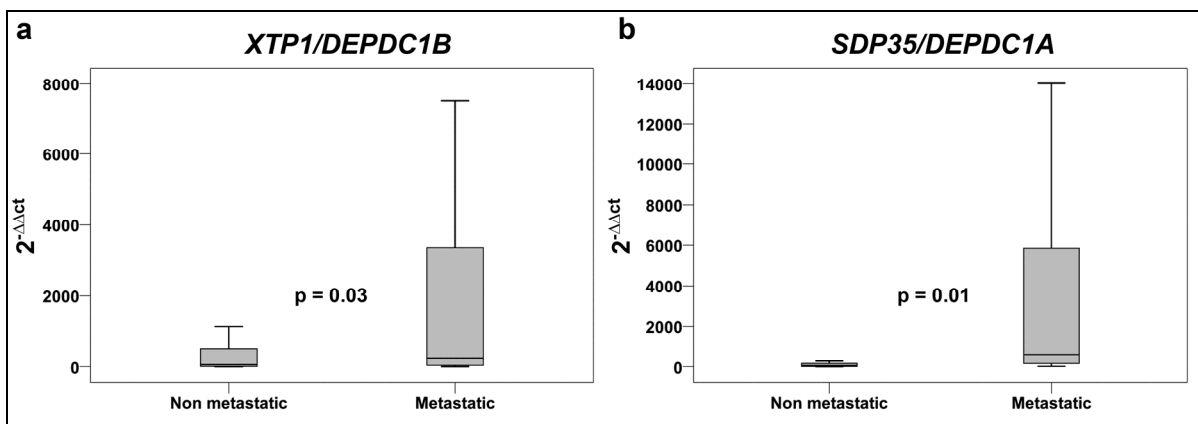 a
XTP1/DEPDC1B
8000
6000
4000
2000
0
2-ΔΔct
p = 0.03
Non metastatic
Metastatic
b
SDP35/DEPDC1A
14000
12000
10000
8000
6000
4000
2000
0
2-ΔΔct
p = 0.01
Non metastatic
Metastatic